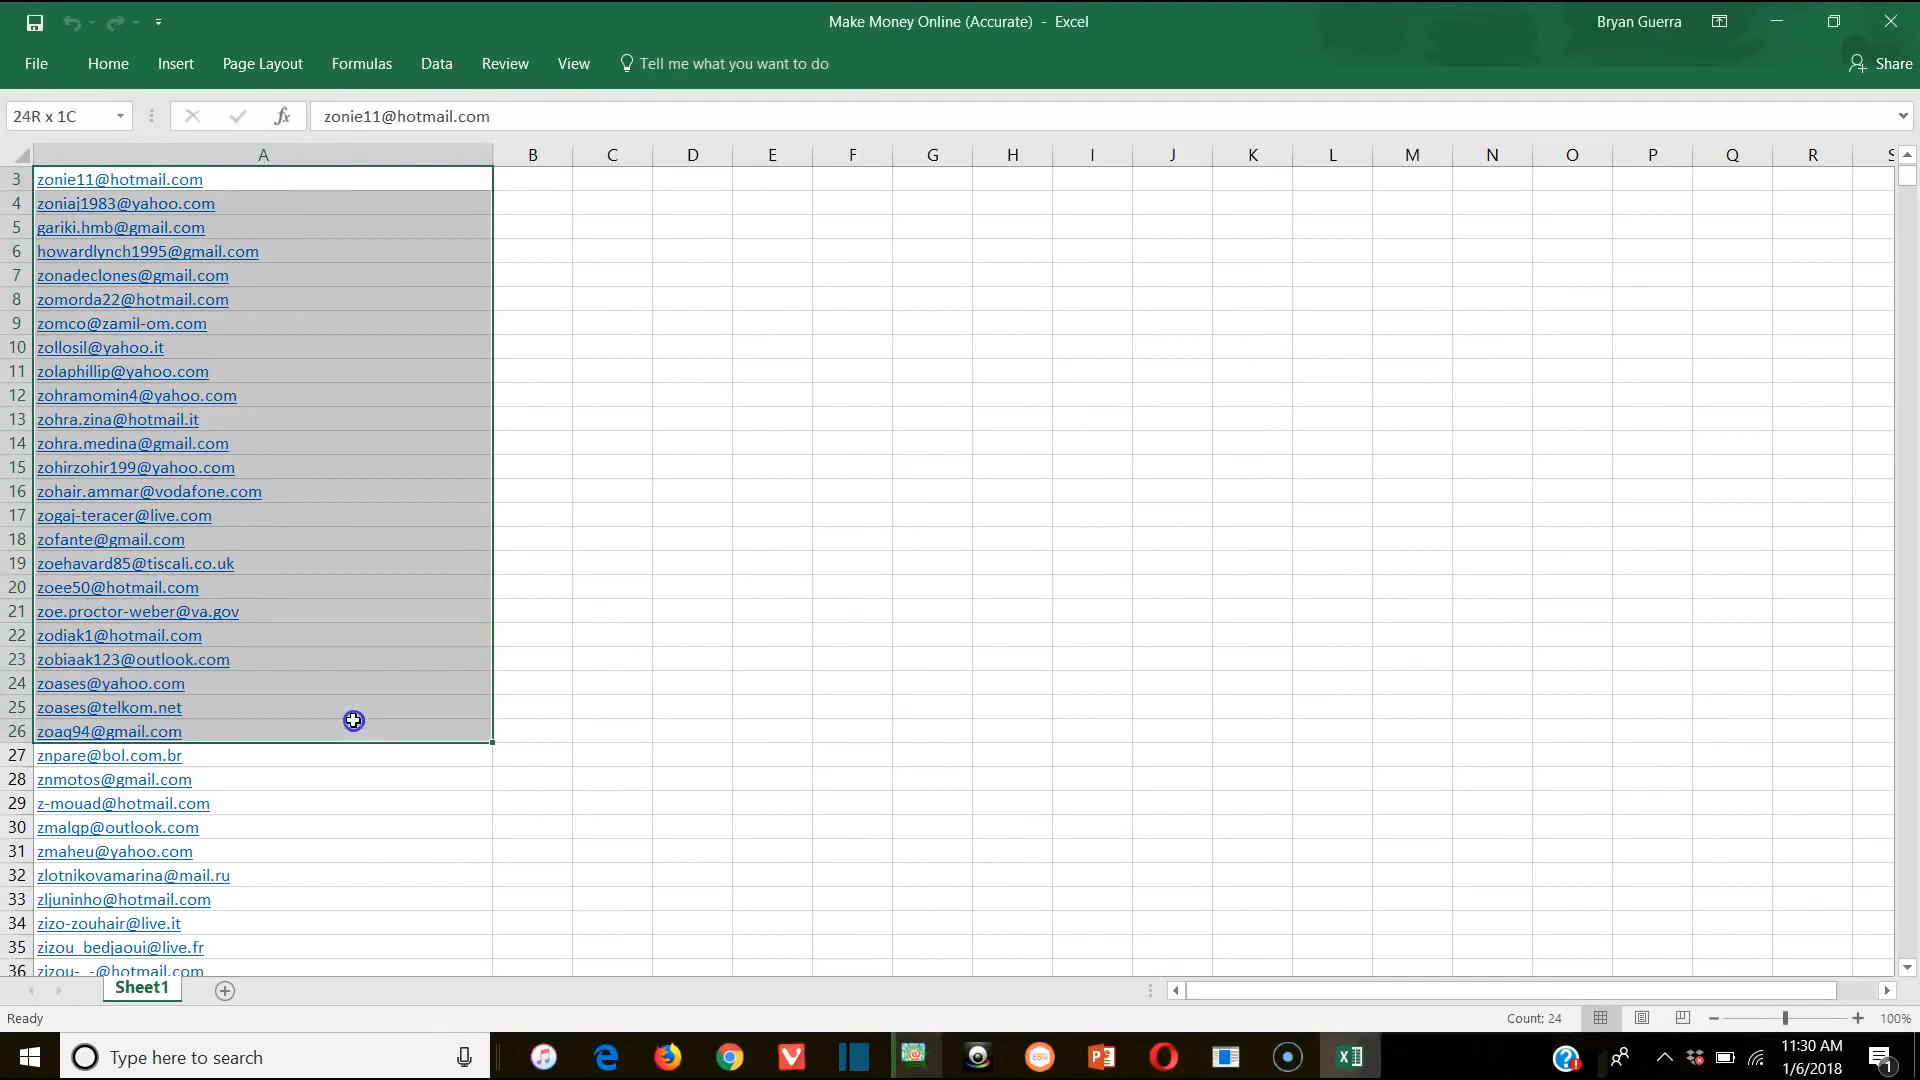 Make Money Online (Accurate) - Excel
Bryan Guerra
File Home Insert Page Layout Formulas Data Review View Tell me what you want to do Share
24R x 1C fx zonie11@hotmail.com
A B C D E F G H I J K L M N O P Q R S
3 zonie11@hotmail.com
4 zoniaj1983@yahoo.com
5 gariki.hmb@gmail.com
6 howardlynch1995@gmail.com
7 zonadeclones@gmail.com
8 zomorda22@hotmail.com
9 zomco@zamil-om.com
10 zollosil@yahoo.it
11 zolaphillip@yahoo.com
12 zohramomin4@yahoo.com
13 zohra.zina@hotmail.it
14 zohra.medina@gmail.com
15 zohirzohir199@yahoo.com
16 zohair.ammar@vodafone.com
17 zogaj-teracer@live.com
18 zofante@gmail.com
19 zoehavard85@tiscali.co.uk
20 zoee50@hotmail.com
21 zoe.proctor-weber@va.gov
22 zodiak1@hotmail.com
23 zobiaak123@outlook.com
24 zoases@yahoo.com
25 zoases@telkom.net
26 zoaq94@gmail.com
27 znpare@bol.com.br
28 znmotos@gmail.com
29 z-mouad@hotmail.com
30 zmalqp@outlook.com
31 zmaheu@yahoo.com
32 zlotnikovamarina@mail.ru
33 zljuninho@hotmail.com
34 zizo-zouhair@live.it
35 zizou_bedjaoui@live.fr
36 zizou-_-@hotmail.com
Sheet1
Ready Count: 24 100%
Type here to search
11:30 AM
1/6/2018
1